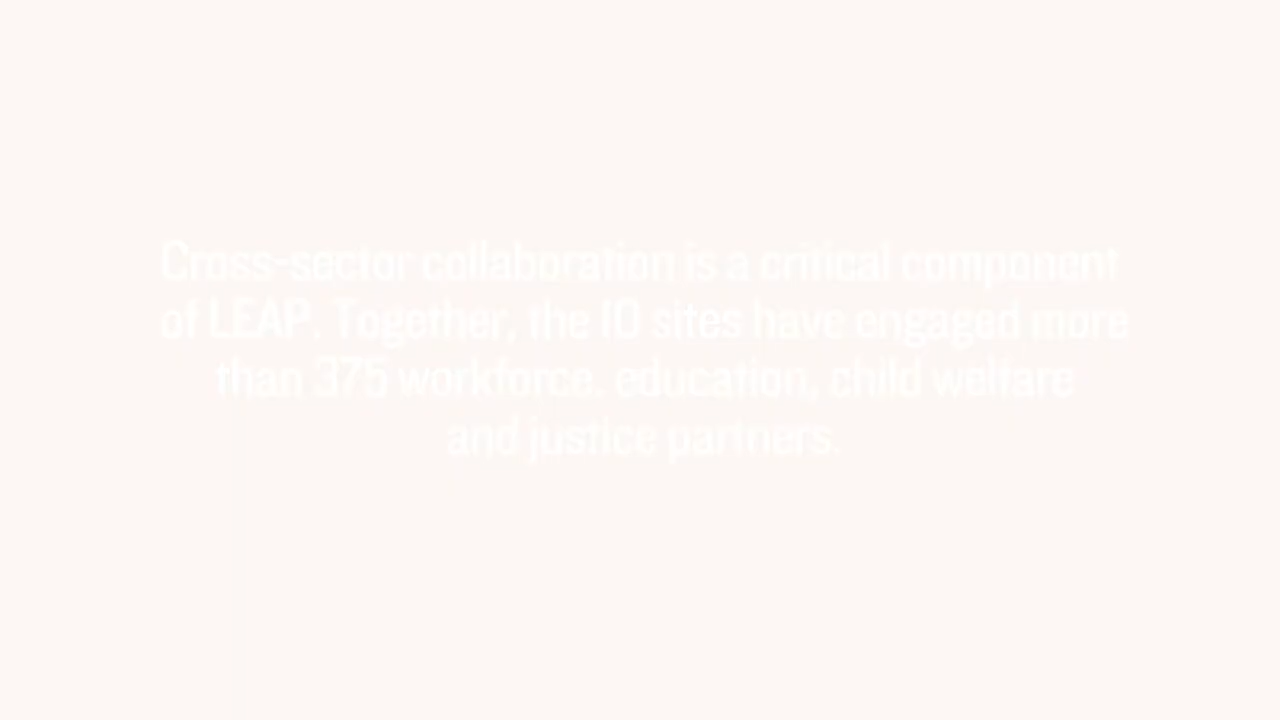 Cross-sector collaboration is a critical component
of LEAP. Together, the 10 sites have engaged more
than 375 workforce, education, child welfare
and justice partners.